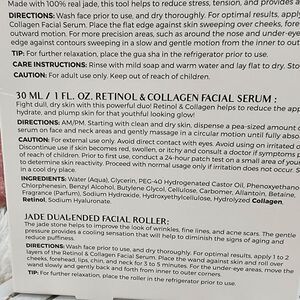 Made with 100% real jade, this tool helps to reduce stress, tension, and provides a
DIRECTIONS: Wash face prior to use, and dry thoroughly. For optimal results, app
Collagen Facial Serum. Place the flat edge against skin sweeping over cheeks, fore
outward motion. For more precision areas, such as around the nose and under-eye
edge against contours sweeping in a slow and gentle motion from the inner to out
TIP: For further relaxation, place the gua in the refrigerator prior to use.
CARE INSTRUCTIONS: Rinse with mild soap and warm water and lay flat to dry. Sto
CAUTION: For adult use only. Keep out of reach of children.
30 ML / 1 FL. OZ. RETINOL & COLLAGEN FACIAL SERUM :
Fight dull, dry skin with this powerful duo! Retinol & Collagen helps to reduce the app
hydrate, and plump skin for that youthful looking glow!
DIRECTIONS: AM/PM. Starting with clean and dry skin, dispense a pea-sized amount o
serum on face and neck areas and gently massage in a circular motion until fully abso
CAUTION: For external use only. Avoid direct contact with eyes. Avoid using on irritated o
Discontinue use if skin becomes red, swollen, or itchy and consult a doctor if symptoms p
of reach of children. Prior to first use, conduct a 24-hour patch test on a small area of your
to determine skin reactivity. Proceed with normal usage only if irritation does not occur. St
in a cool dry place.
INGREDIENTS: Water (Aqua), Glycerin, PEG-40 Hydrogenated Castor Oil, Phenoxyethano
Chlorphenesin, Benzyl Alcohol, Butylene Glycol, Cellulose, Carbomer, Allantoin, Betaine,
Fragrance (Parfum), Sodium Hydroxide, Hydroxyethylcellulose, Hydrolyzed Collagen,
Retinol, Sodium Hyaluronate.
JADE DUALENDED FACIAL ROLLER:
The jade stone helps to improve the look of wrinkles, fine lines, and acne scars. The gentle
pressure provides a cooling sensation that will help to diminish the signs of aging and
reduce puffiness.
DIRECTIONS: Wash face prior to use, and dry thoroughly. For optimal results, apply 1 to 2
layers of the Retinol & Collagen Facial Serum. Place the wand against skin and roll over
cheeks, forehead, lips, chin, and neck for 3 to 5 minutes. For the under-eye areas, move the
wand slowly and gently back and forth from inner to outer corners.
TIP: For further relaxation, place the roller in the refrigerator prior to use.